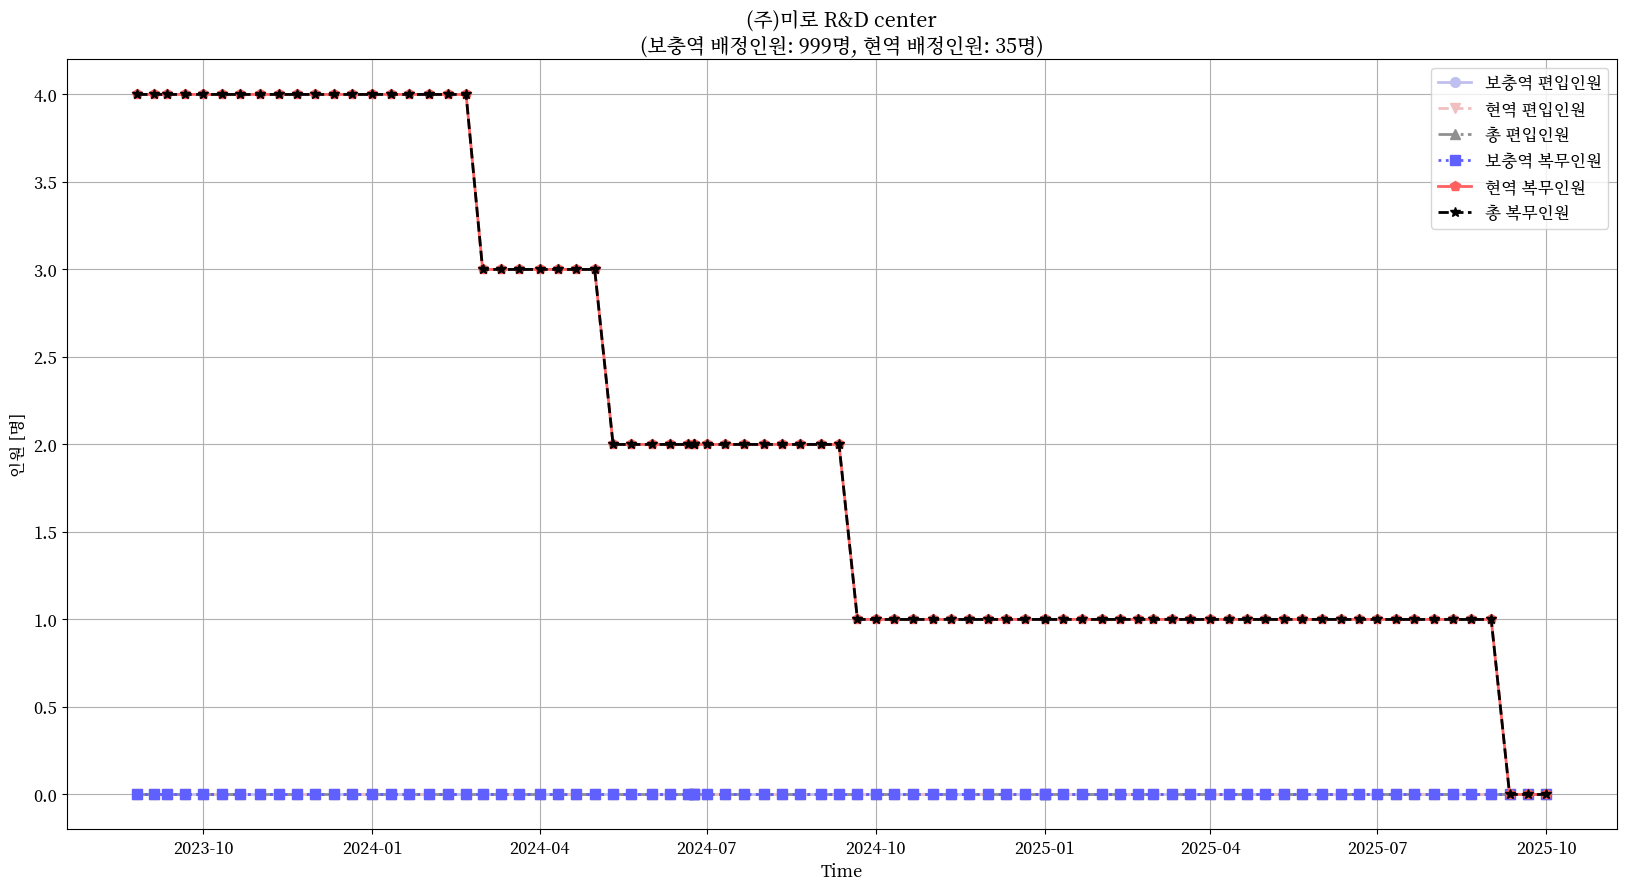 (주)미로 R&D center
(보충역 배정인원: 999명, 현역 배정인원: 35명)
보충역 편입인원
현역 편입인원
총 편입인원
보충역 복무인원
현역 복무인원
총 복무인원
인원 [명]
4.0
3.5
3.0
2.5
2.0
1.5
1.0
0.5
0.0
2023-10
2024-01
2024-04
2024-07
2024-10
2025-01
2025-04
2025-07
2025-10
Time